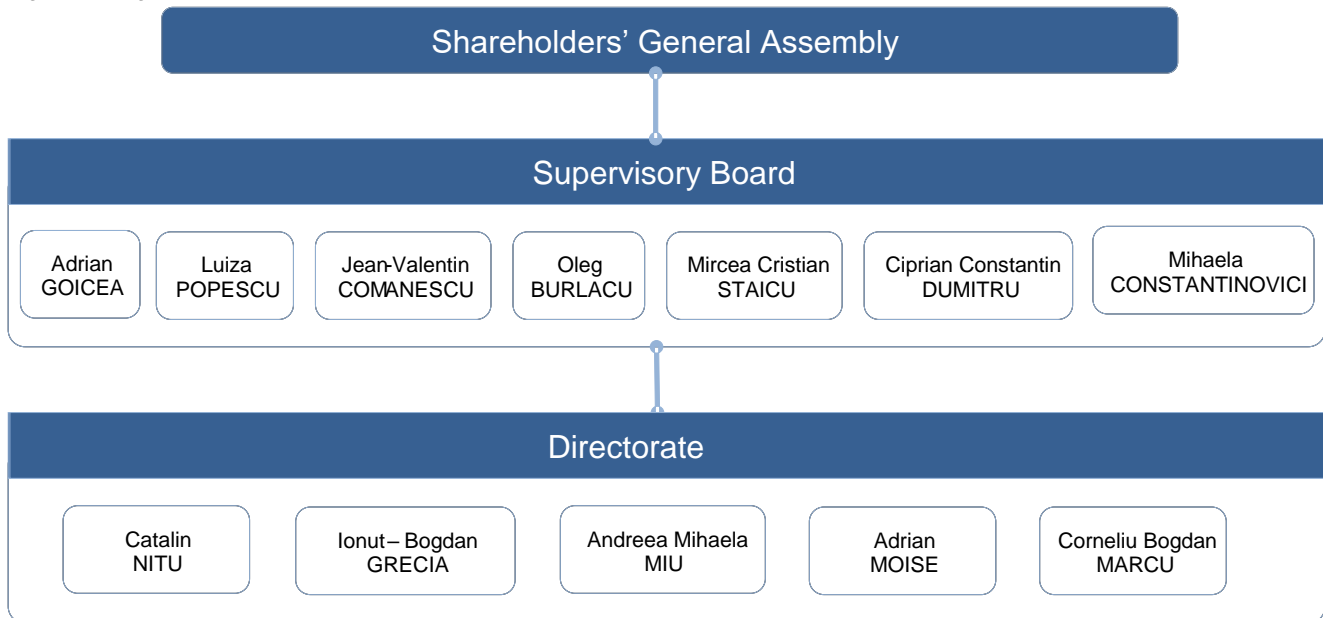 Shareholders’ General Assembly
Supervisory Board
Adrian
GOICEA
Luiza
POPESCU
Jean-Valentin
COMANESCU
Oleg
BURLACU
Mircea Cristian
STAICU
Ciprian Constantin
DUMITRU
Mihaela
CONSTANTINOVICI
Directorate
Catalin
NITU
Ionut– Bogdan
GRECIA
Andreea Mihaela
MIU
Adrian
MOISE
Corneliu Bogdan
MARCU